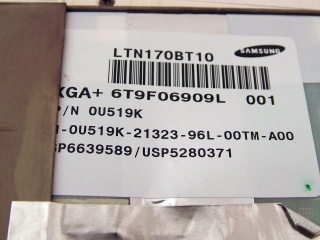 LTN170BT10
SAMSUNG
XGA+ 6T9F06909L 001
P/N 0U519K
-0U519K-21323-96L-00TM-A00
SP6639589/USP5280371